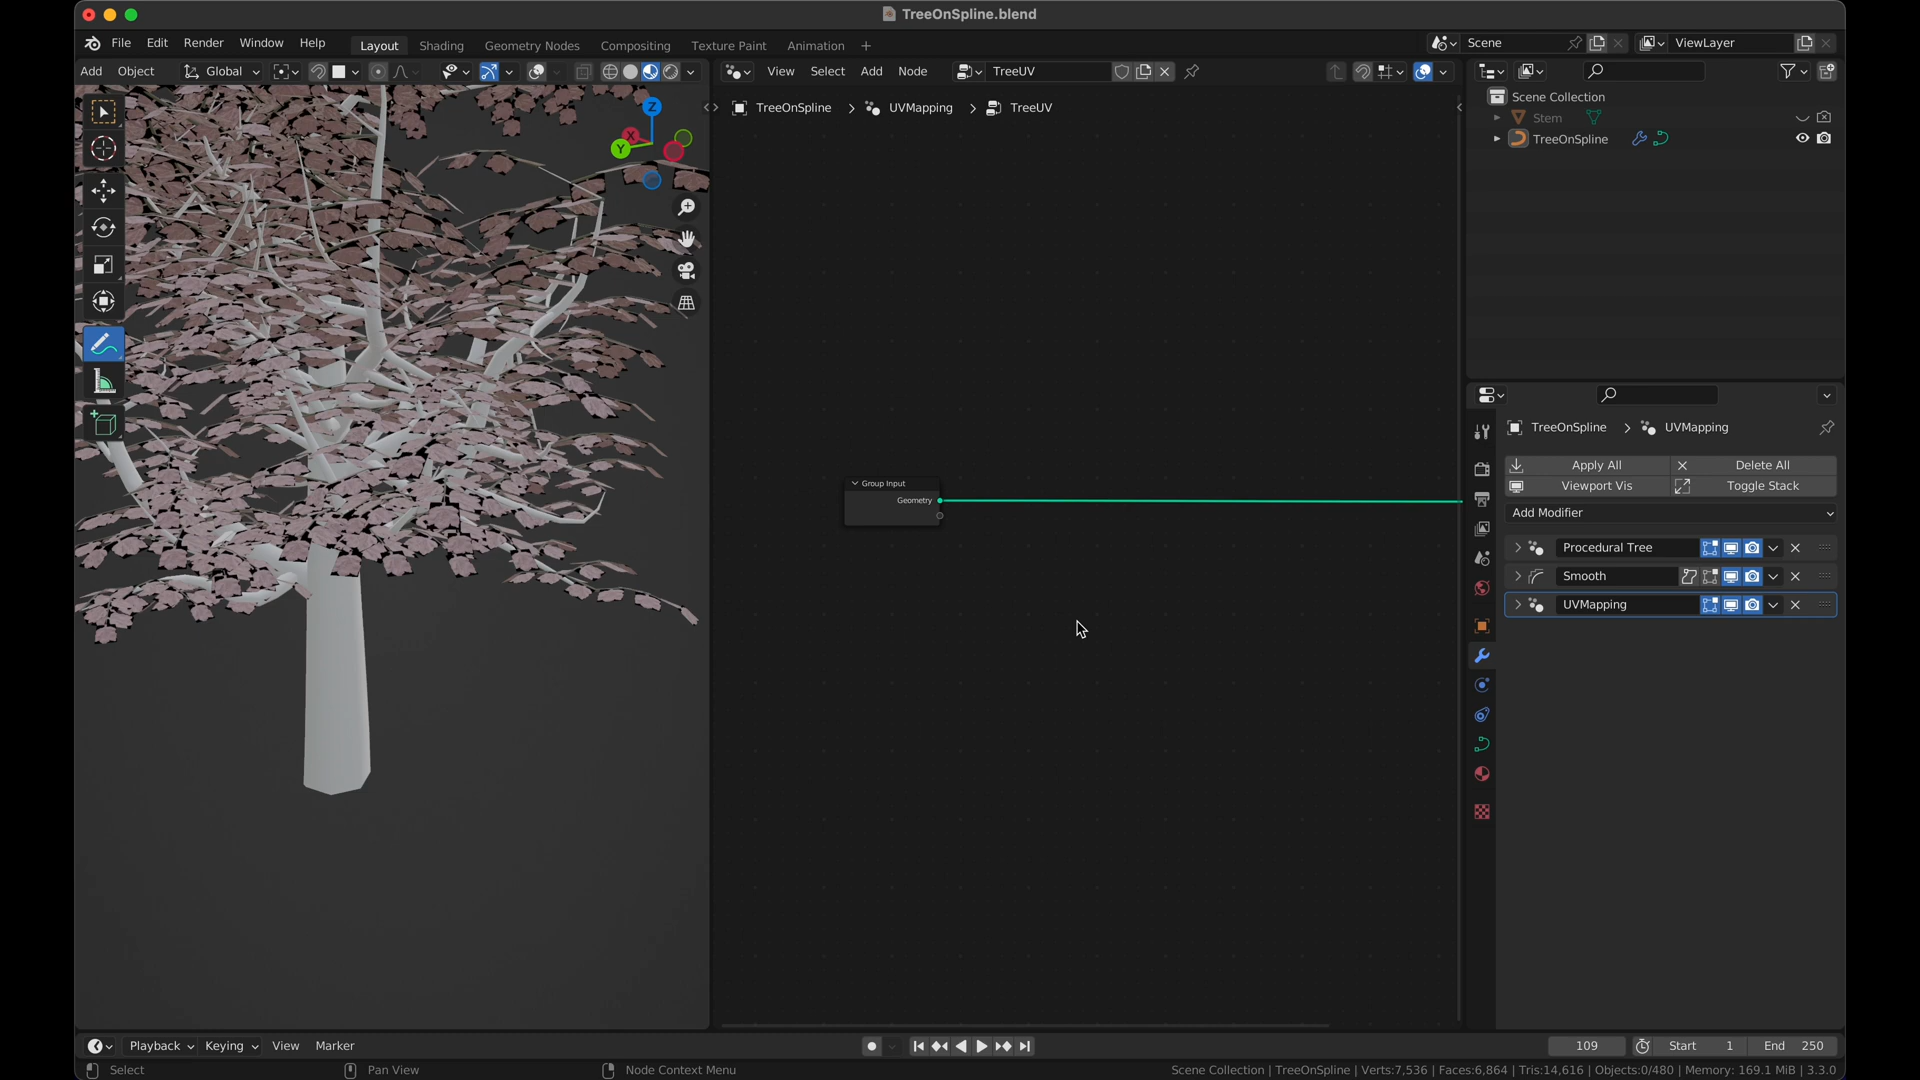 TreeOnSpline.blend
File Edit Render Window Help
Layout Shading Geometry Nodes Compositing Texture Paint Animation +
Scene
ViewLayer
Add Object Global
View Select Add Node TreeUV
TreeOnSpline > UVMapping > TreeUV
Z
X
Y
Group Input
Geometry
Scene Collection
Stem
TreeOnSpline
TreeOnSpline > UVMapping
Apply All Delete All
Viewport Vis Toggle Stack
Add Modifier
Procedural Tree
Smooth
UVMapping
Playback Keying View Marker
109 Start 1 End 250
Select Pan View Node Context Menu
Scene Collection | TreeOnSpline | Verts:7,536 | Faces:6,864 | Tris:14,616 | Objects:0/480 | Memory: 169.1 MiB | 3.3.0